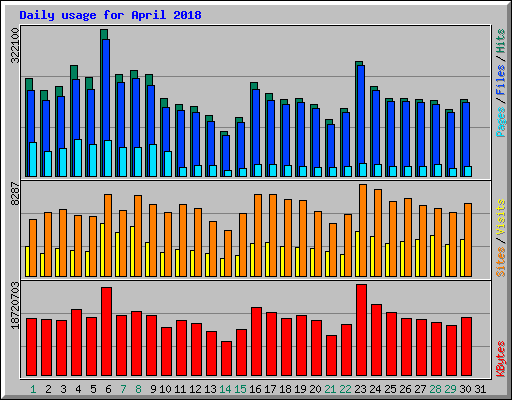 Daily usage for April 2018
322100
Pages / Files / Hits
8287
Sites / Visits
18720703
KBytes
1 2 3 4 5 6 7 8 9 10 11 12 13 14 15 16 17 18 19 20 21 22 23 24 25 26 27 28 29 30 31